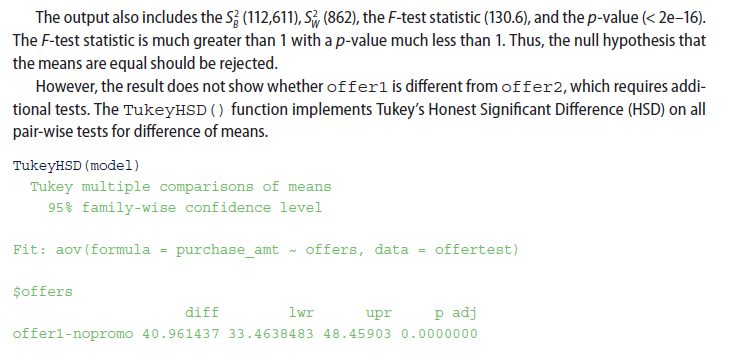 The output also includes the S²B (112,611), S²W (862), the F-test statistic (130.6), and the p-value (< 2e–16).
The F-test statistic is much greater than 1 with a p-value much less than 1. Thus, the null hypothesis that
the means are equal should be rejected.
However, the result does not show whether offer1 is different from offer2, which requires addi-
tional tests. The TukeyHSD() function implements Tukey’s Honest Significant Difference (HSD) on all
pair-wise tests for difference of means.
TukeyHSD(model)
Tukey multiple comparisons of means
95% family-wise confidence level
Fit: aov(formula = purchase_amt ~ offers, data = offertest)
$offers
diff lwr upr p adj
offer1-nopromo 40.961437 33.4638483 48.45903 0.0000000